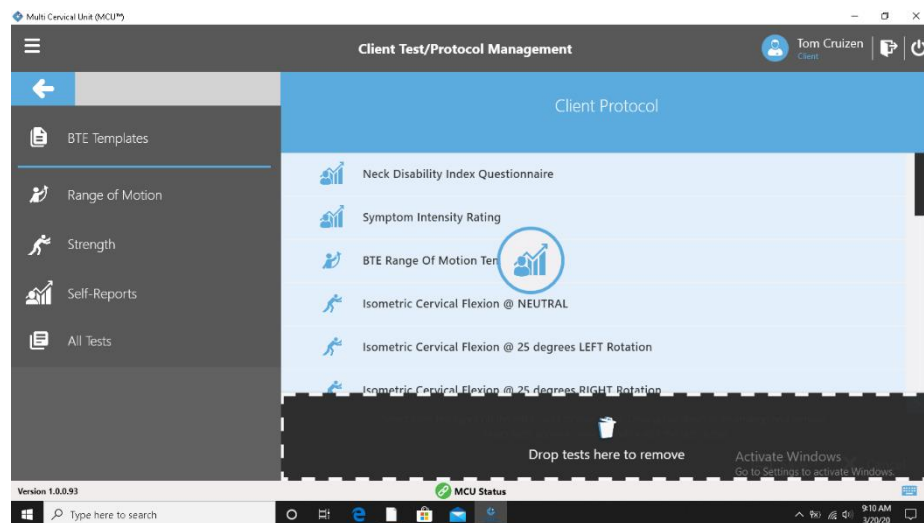 Multi Cervical Unit (MCU™)
Client Test/Protocol Management
Tom Cruizen
Client
BTE Templates
Range of Motion
Strength
Self-Reports
All Tests
Client Protocol
Neck Disability Index Questionnaire
Symptom Intensity Rating
BTE Range Of Motion
Isometric Cervical Flexion @ NEUTRAL
Isometric Cervical Flexion @ 25 degrees LEFT Rotation
Isometric Cervical Flexion @ 25 degrees RIGHT Rotation
Drop tests here to remove
Activate Windows
Go to Settings to activate Windows.
Version 1.0.0.93
MCU Status
Type here to search
9:10 AM
3/20/20